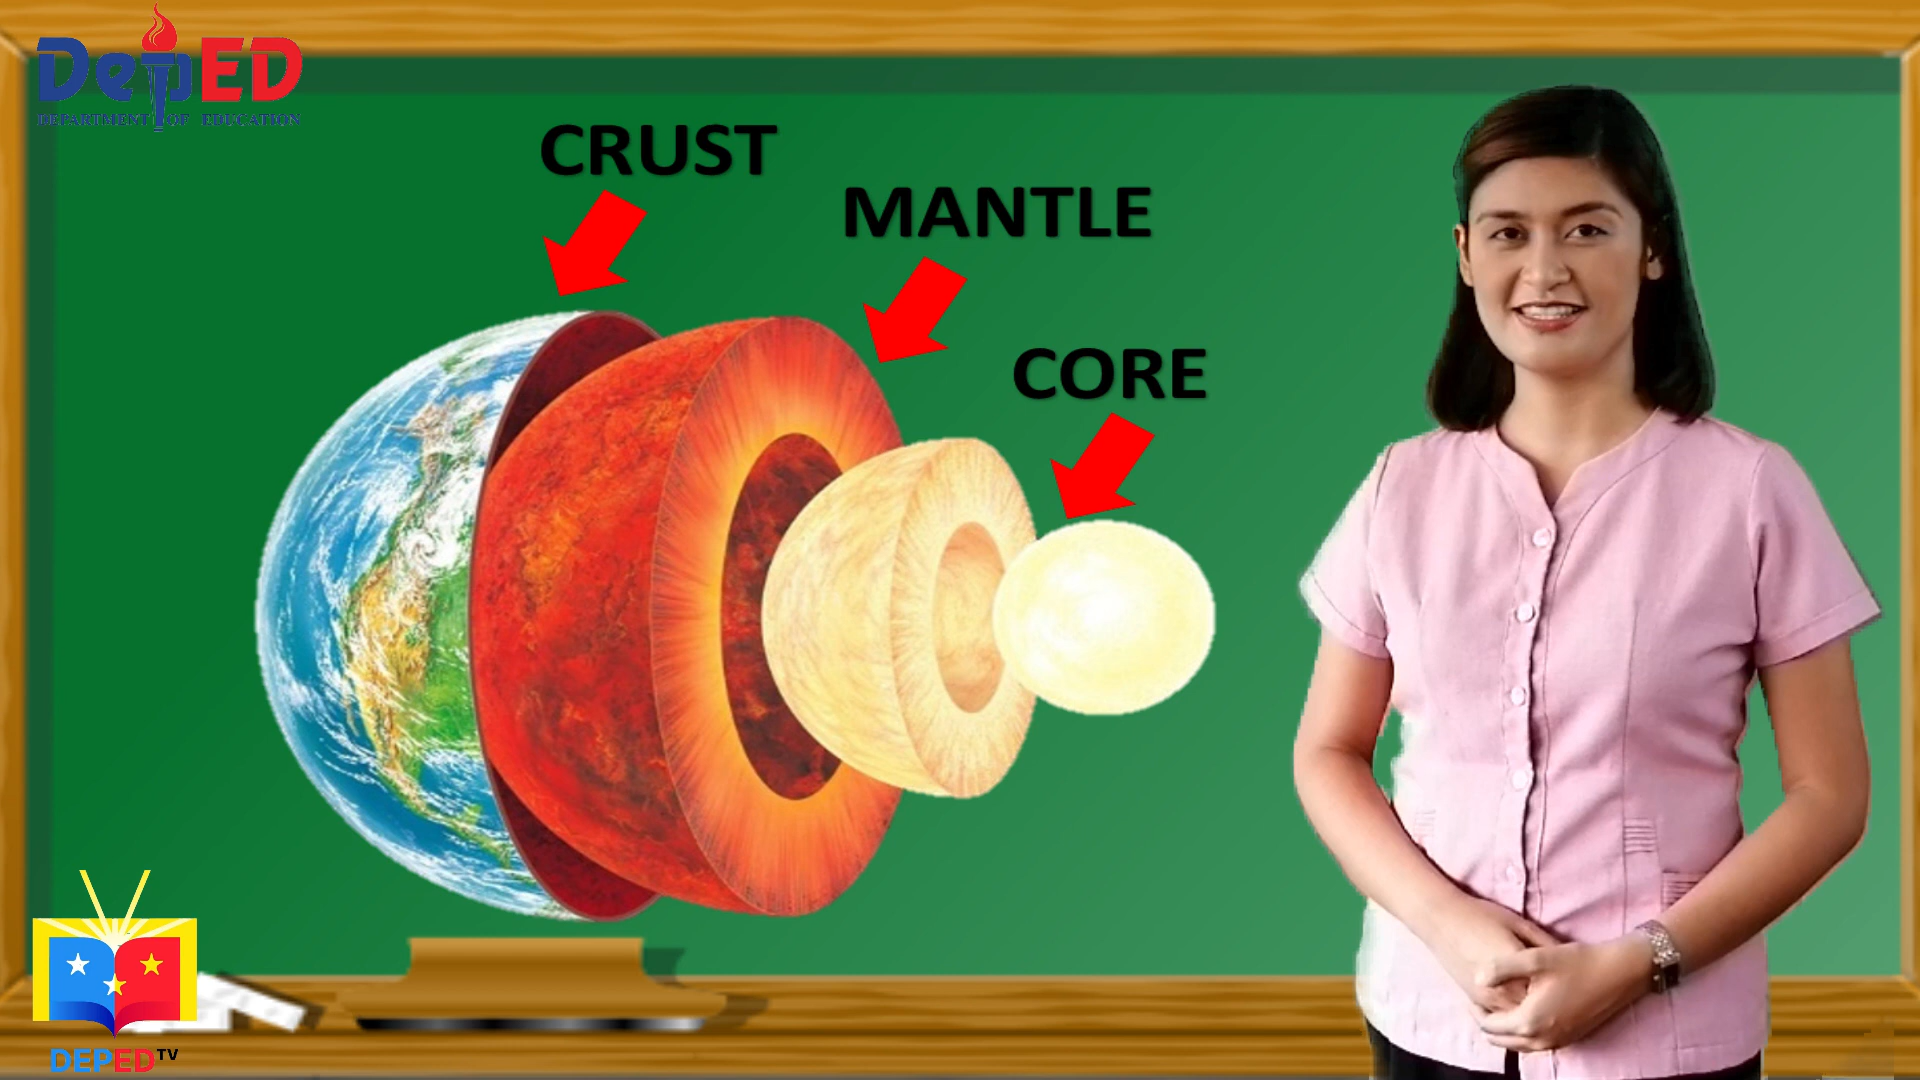 DepED
DEPARTMENT OF EDUCATION
CRUST
MANTLE
CORE
DEPED TV